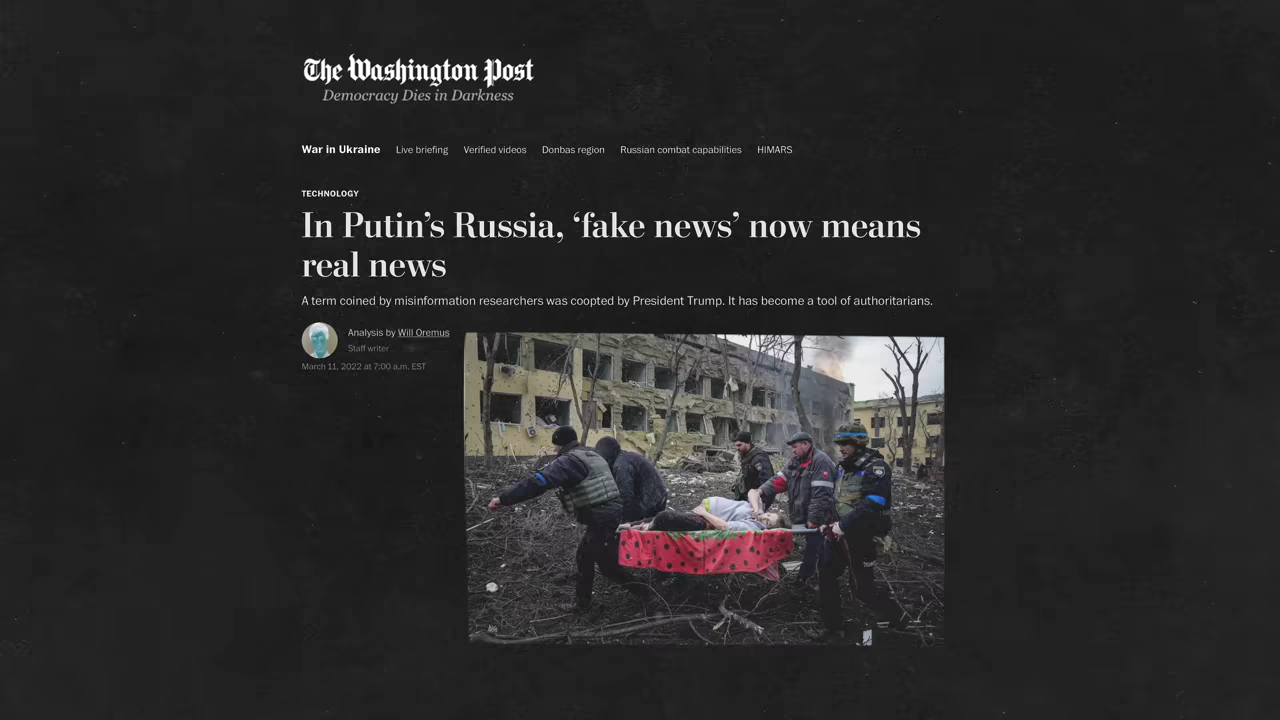 The Washington Post
Democracy Dies in Darkness
War in Ukraine Live briefing Verified videos Donbas region Russian combat capabilities HIMARS
TECHNOLOGY
In Putin’s Russia, ‘fake news’ now means
real news
A term coined by misinformation researchers was coopted by President Trump. It has become a tool of authoritarians.
Analysis by Will Oremus
Staff writer
March 11, 2022 at 7:00 a.m. EST